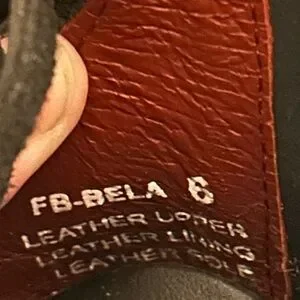 FB-BELA 6
LEATHER UPPER
LEATHER LINING
LEATHER SOLE